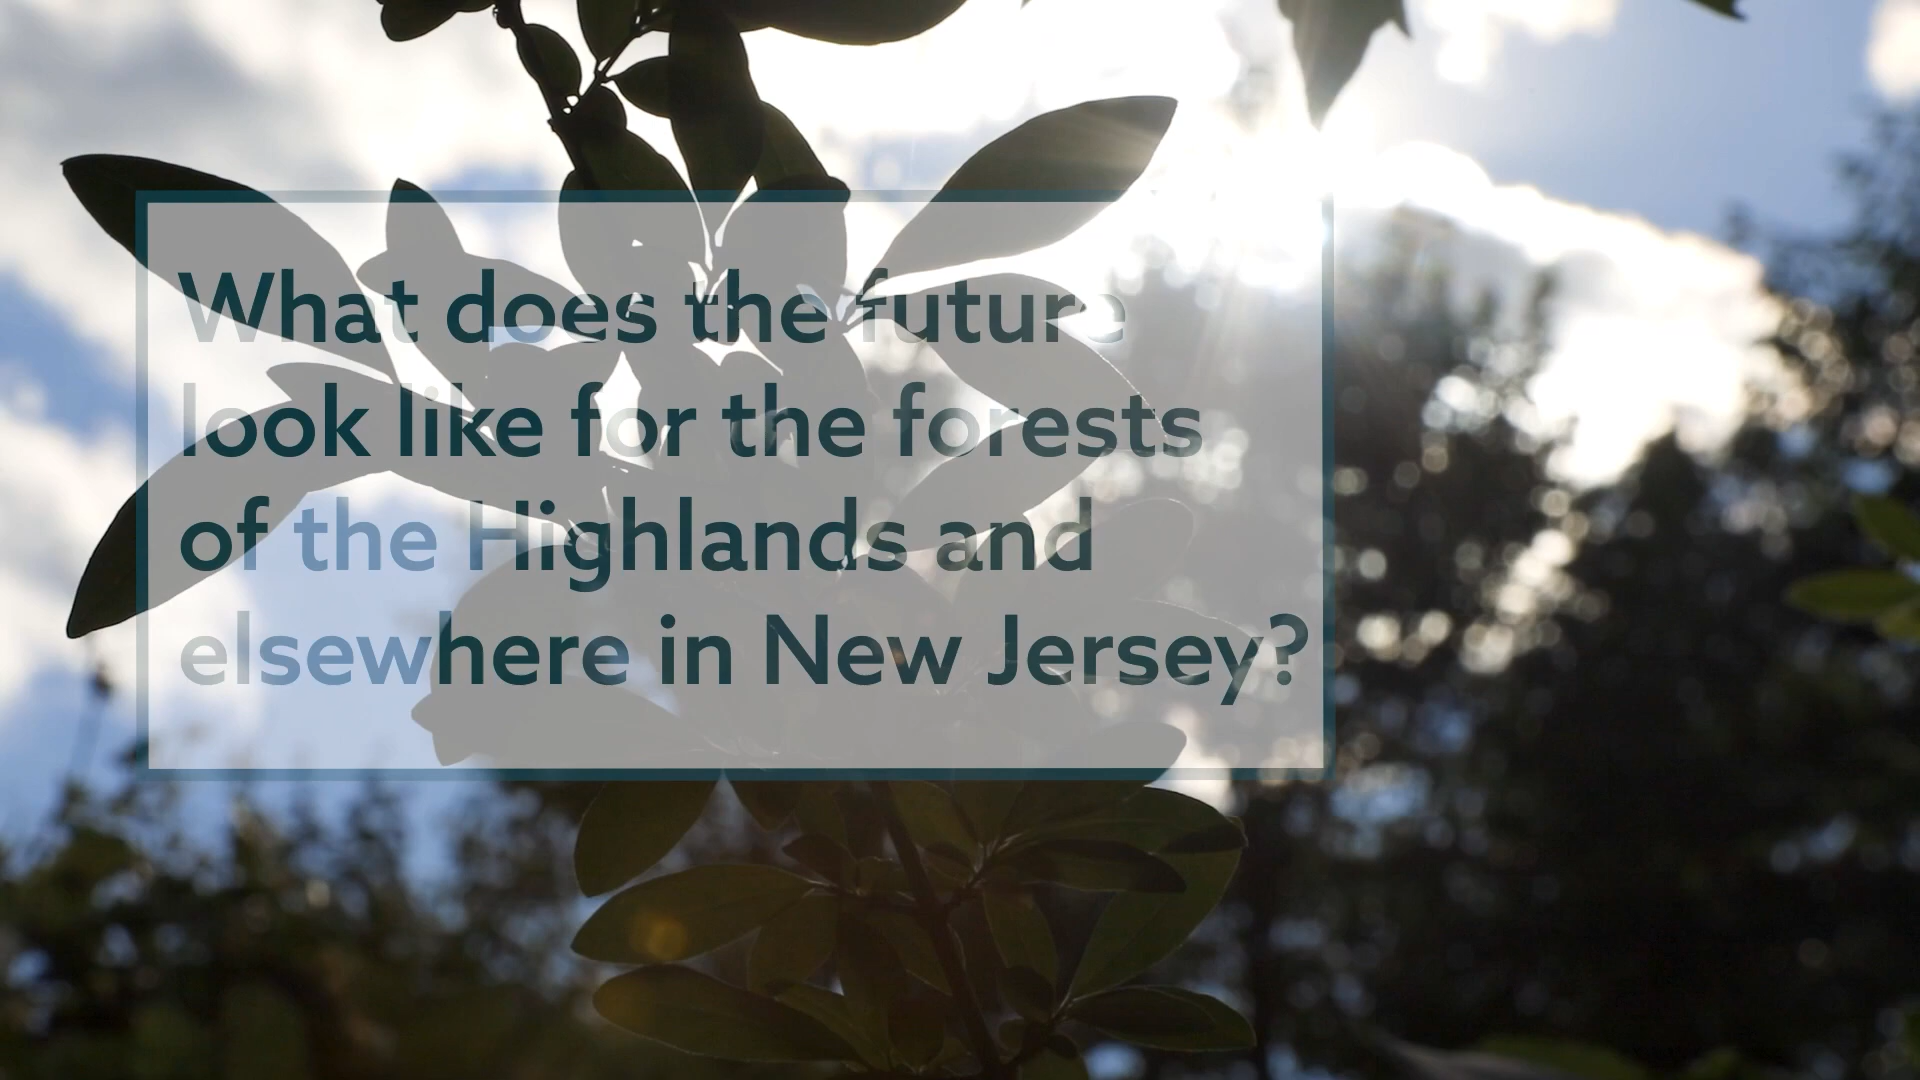 What does the future
look like for the forests
of the Highlands and
elsewhere in New Jersey?